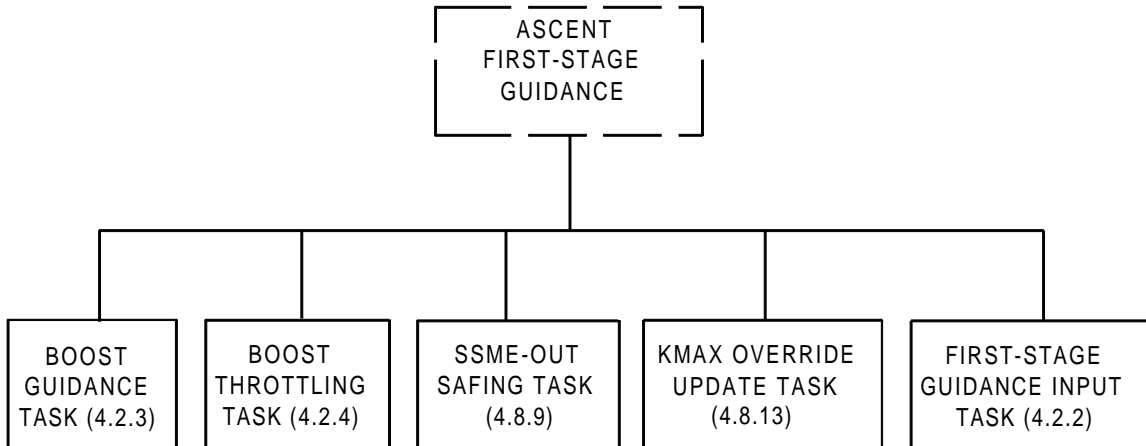 ASCENT
FIRST-STAGE
GUIDANCE
BOOST
GUIDANCE
TASK (4.2.3)
BOOST
THROTTLING
TASK (4.2.4)
SSME-OUT
SAFING TASK
(4.8.9)
KMAX OVERRIDE
UPDATE TASK
(4.8.13)
FIRST-STAGE
GUIDANCE INPUT
TASK (4.2.2)